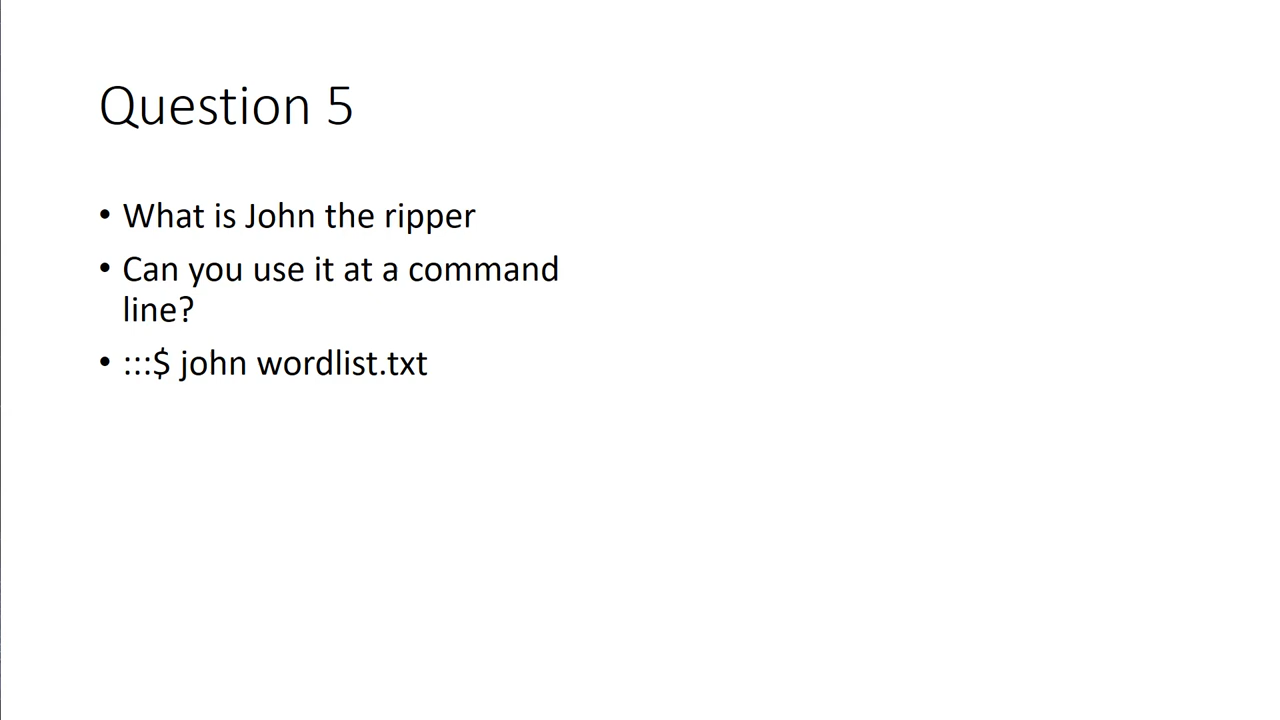 Question 5
• What is John the ripper
• Can you use it at a command
line?
• :::$ john wordlist.txt